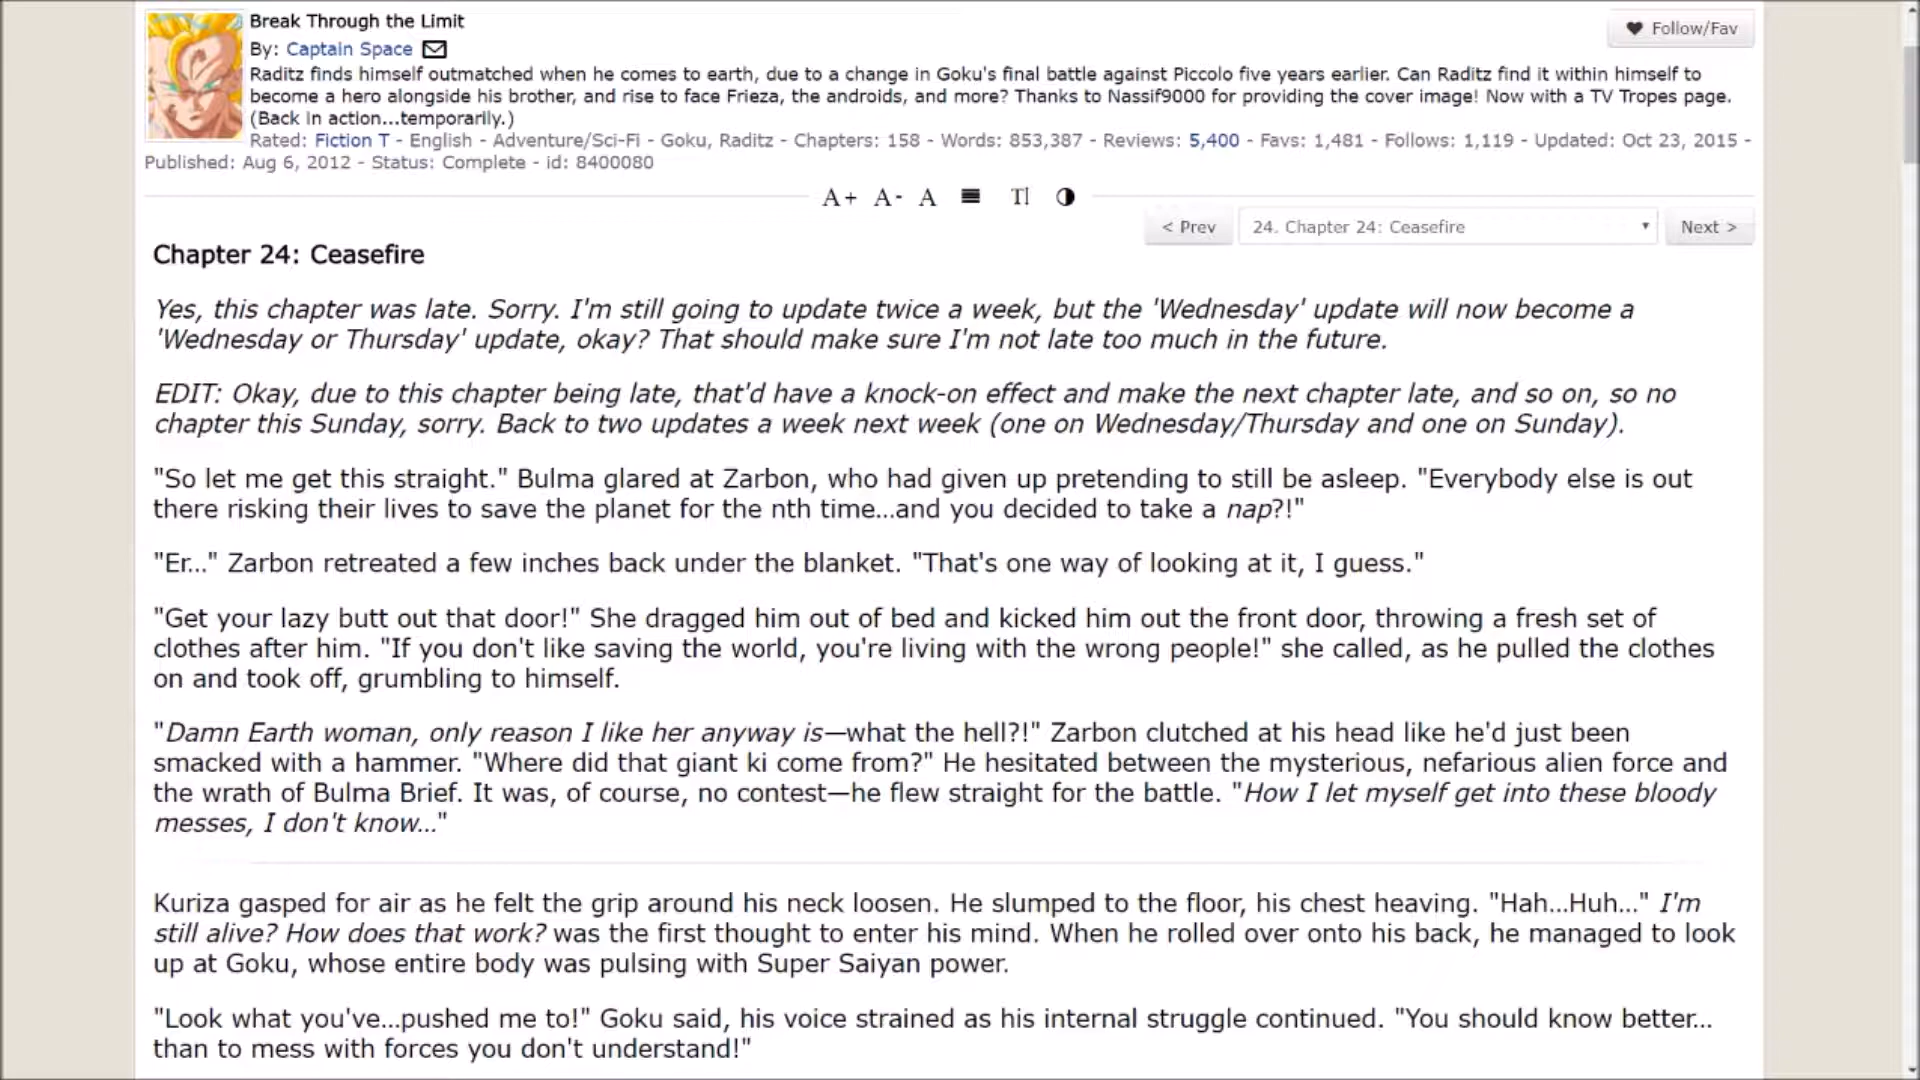 Break Through the Limit
Follow/Fav
By: Captain Space
Raditz finds himself outmatched when he comes to earth, due to a change in Goku's final battle against Piccolo five years earlier. Can Raditz find it within himself to
become a hero alongside his brother, and rise to face Frieza, the androids, and more? Thanks to Nassif9000 for providing the cover image! Now with a TV Tropes page.
(Back in action...temporarily.)
Rated: Fiction T - English - Adventure/Sci-Fi - Goku, Raditz - Chapters: 158 - Words: 853,387 - Reviews: 5,400 - Favs: 1,481 - Follows: 1,119 - Updated: Oct 23, 2015 -
Published: Aug 6, 2012 - Status: Complete - id: 8400080
A+ A- A TI
< Prev 24. Chapter 24: Ceasefire Next >
Chapter 24: Ceasefire
Yes, this chapter was late. Sorry. I'm still going to update twice a week, but the 'Wednesday' update will now become a
'Wednesday or Thursday' update, okay? That should make sure I'm not late too much in the future.
EDIT: Okay, due to this chapter being late, that'd have a knock-on effect and make the next chapter late, and so on, so no
chapter this Sunday, sorry. Back to two updates a week next week (one on Wednesday/Thursday and one on Sunday).
"So let me get this straight." Bulma glared at Zarbon, who had given up pretending to still be asleep. "Everybody else is out
there risking their lives to save the planet for the nth time...and you decided to take a nap?!"
"Er..." Zarbon retreated a few inches back under the blanket. "That's one way of looking at it, I guess."
"Get your lazy butt out that door!" She dragged him out of bed and kicked him out the front door, throwing a fresh set of
clothes after him. "If you don't like saving the world, you're living with the wrong people!" she called, as he pulled the clothes
on and took off, grumbling to himself.
"Damn Earth woman, only reason I like her anyway is—what the hell?!" Zarbon clutched at his head like he'd just been
smacked with a hammer. "Where did that giant ki come from?" He hesitated between the mysterious, nefarious alien force and
the wrath of Bulma Brief. It was, of course, no contest—he flew straight for the battle. "How I let myself get into these bloody
messes, I don't know..."
Kuriza gasped for air as he felt the grip around his neck loosen. He slumped to the floor, his chest heaving. "Hah...Huh..." I'm
still alive? How does that work? was the first thought to enter his mind. When he rolled over onto his back, he managed to look
up at Goku, whose entire body was pulsing with Super Saiyan power.
"Look what you've...pushed me to!" Goku said, his voice strained as his internal struggle continued. "You should know better...
than to mess with forces you don't understand!"